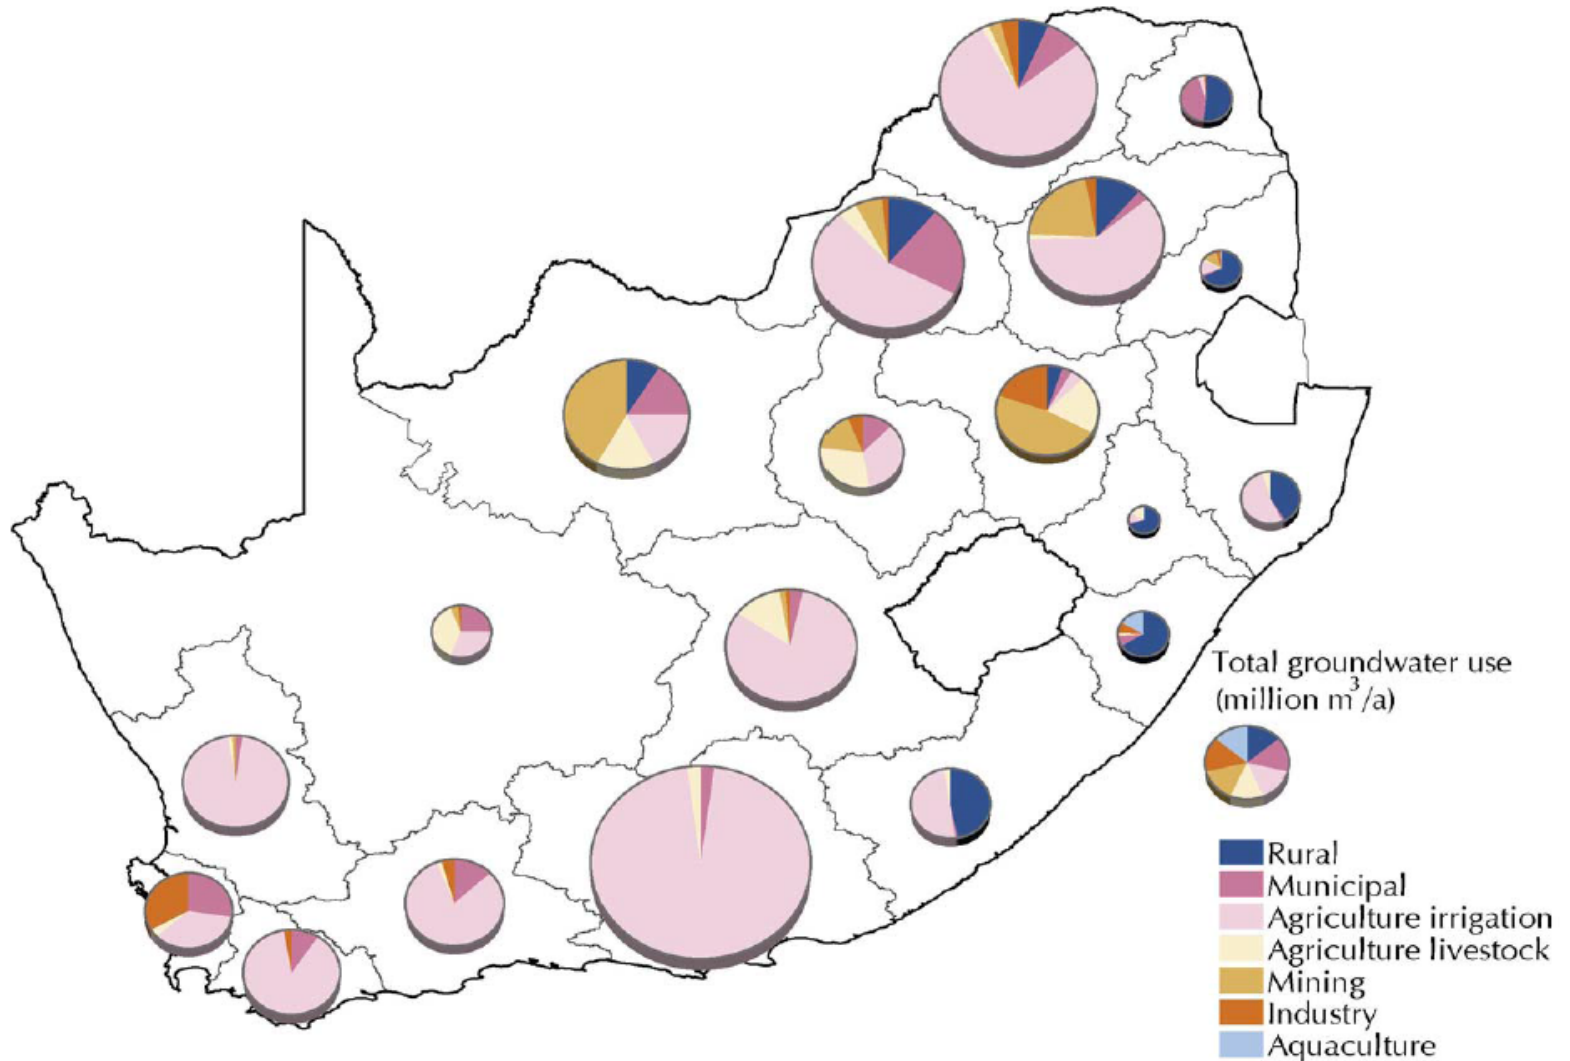 Total groundwater use
(million m³/a)
Rural
Municipal
Agriculture irrigation
Agriculture livestock
Mining
Industry
Aquaculture